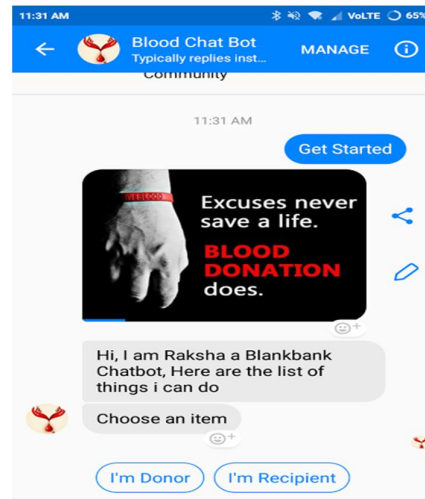 11:31 AM VoLTE 65%
Blood Chat Bot
Typically replies inst...
MANAGE
Community
11:31 AM
Get Started
Excuses never
save a life.
BLOOD
DONATION
does.
Hi, I am Raksha a Blankbank
Chatbot, Here are the list of
things i can do
Choose an item
I'm Donor I'm Recipient